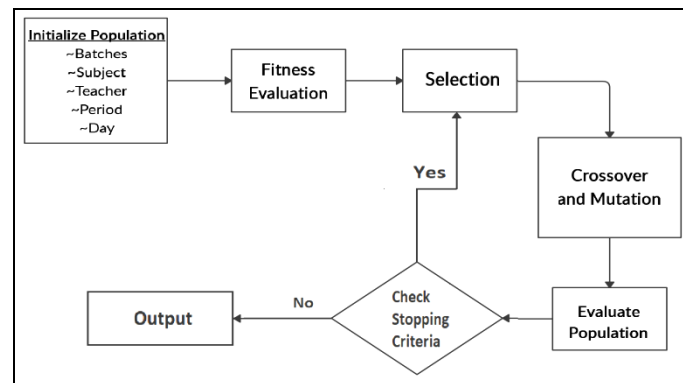 Initialize Population
~Batches
~Subject
~Teacher
~Period
~Day
Fitness
Evaluation
Selection
Crossover
and Mutation
Evaluate
Population
Check
Stopping
Criteria
Yes
No
Output